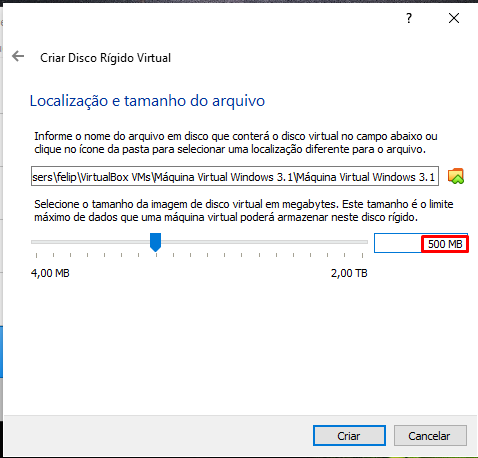 ?
Criar Disco Rígido Virtual
Localização e tamanho do arquivo
Informe o nome do arquivo em disco que conterá o disco virtual no campo abaixo ou
clique no ícone da pasta para selecionar uma localização diferente para o arquivo.
sers\felip\VirtualBox VMs\Máquina Virtual Windows 3.1\Máquina Virtual Windows 3.1
Selecione o tamanho da imagem de disco virtual em megabytes. Este tamanho é o limite
máximo de dados que uma máquina virtual poderá armazenar neste disco rígido.
500 MB
4,00 MB 2,00 TB
Criar Cancelar